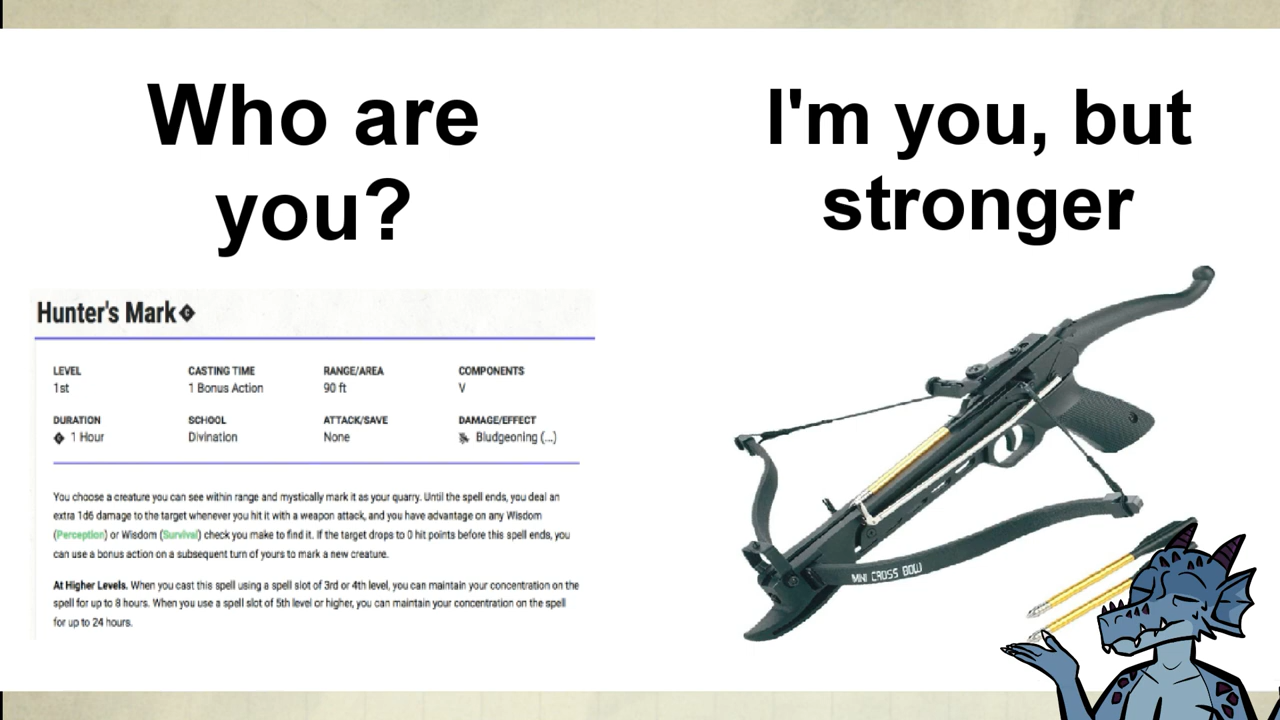 Who are
you?
I'm you, but
stronger
Hunter's Mark
LEVEL CASTING TIME RANGE/AREA COMPONENTS
1st 1 Bonus Action 90 ft V
DURATION SCHOOL ATTACK/SAVE DAMAGE/EFFECT
1 Hour Divination None Bludgeoning (...)
You choose a creature you can see within range and mystically mark it as your quarry. Until the spell ends, you deal an
extra 1d6 damage to the target whenever you hit it with a weapon attack, and you have advantage on any Wisdom
(Perception) or Wisdom (Survival) check you make to find it. If the target drops to 0 hit points before this spell ends, you
can use a bonus action on a subsequent turn of yours to mark a new creature.
At Higher Levels. When you cast this spell using a spell slot of 3rd or 4th level, you can maintain your concentration on the
spell for up to 8 hours. When you use a spell slot of 5th level or higher, you can maintain your concentration on the spell
for up to 24 hours.
MINI CROSS BOW